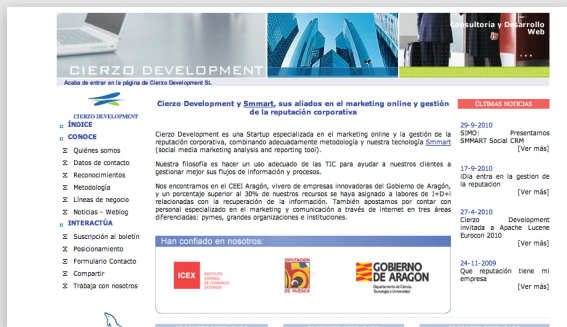 Consultoría y Desarrollo
Web
CIERZO DEVELOPMENT
Acaba de entrar en la página de Cierzo Development SL
CIERZO DEVELOPMENT
ÍNDICE
CONOCE
Quiénes somos
Datos de contacto
Reconocimientos
Metodología
Líneas de negocio
Noticias - Weblog
INTERACTÚA
Suscripción al boletín
Posicionamiento
Formulario Contacto
Compartir
Trabaja con nosotros
Cierzo Development y Smmart, sus aliados en el marketing online y gestión
de la reputación corporativa
Cierzo Development es una Startup especializada en el marketing online y la gestión de la
reputación corporativa, combinando adecuadamente metodología y nuestra tecnología Smmart
(social media marketing analysis and reporting tool).
Nuestra filosofía es hacer un uso adecuado de las TIC para ayudar a nuestros clientes a
gestionar mejor sus flujos de información y procesos.
Nos encontramos en el CEEI Aragón, vivero de empresas innovadoras del Gobierno de Aragón,
y un porcentaje superior al 30% de nuestros recursos se haya asignado a labores de I+D+i
relacionadas con la recuperación de la información. También apostamos por contar con
personal especializado en el marketing y comunicación a través de internet en tres áreas
diferenciadas: pymes, grandes organizaciones e instituciones.
Han confiado en nosotros:
ICEX
INSTITUTO
ESPAÑOL
DE COMERCIO
EXTERIOR
DIPUTACION
DE HUESCA
GOBIERNO
DE ARAGON
Departamento de Ciencia,
Tecnología y Universidad
ÚLTIMAS NOTICIAS
29-9-2010
SIMO: Presentamos
SMMART Social CRM
[Ver más]
17-9-2010
iDia entra en la gestion de
la reputacion
[Ver más]
27-4-2010
Cierzo Development
invitada a Apache Lucene
Eurocon 2010
[Ver más]
24-11-2009
Que reputación tiene mi
empresa
[Ver más]